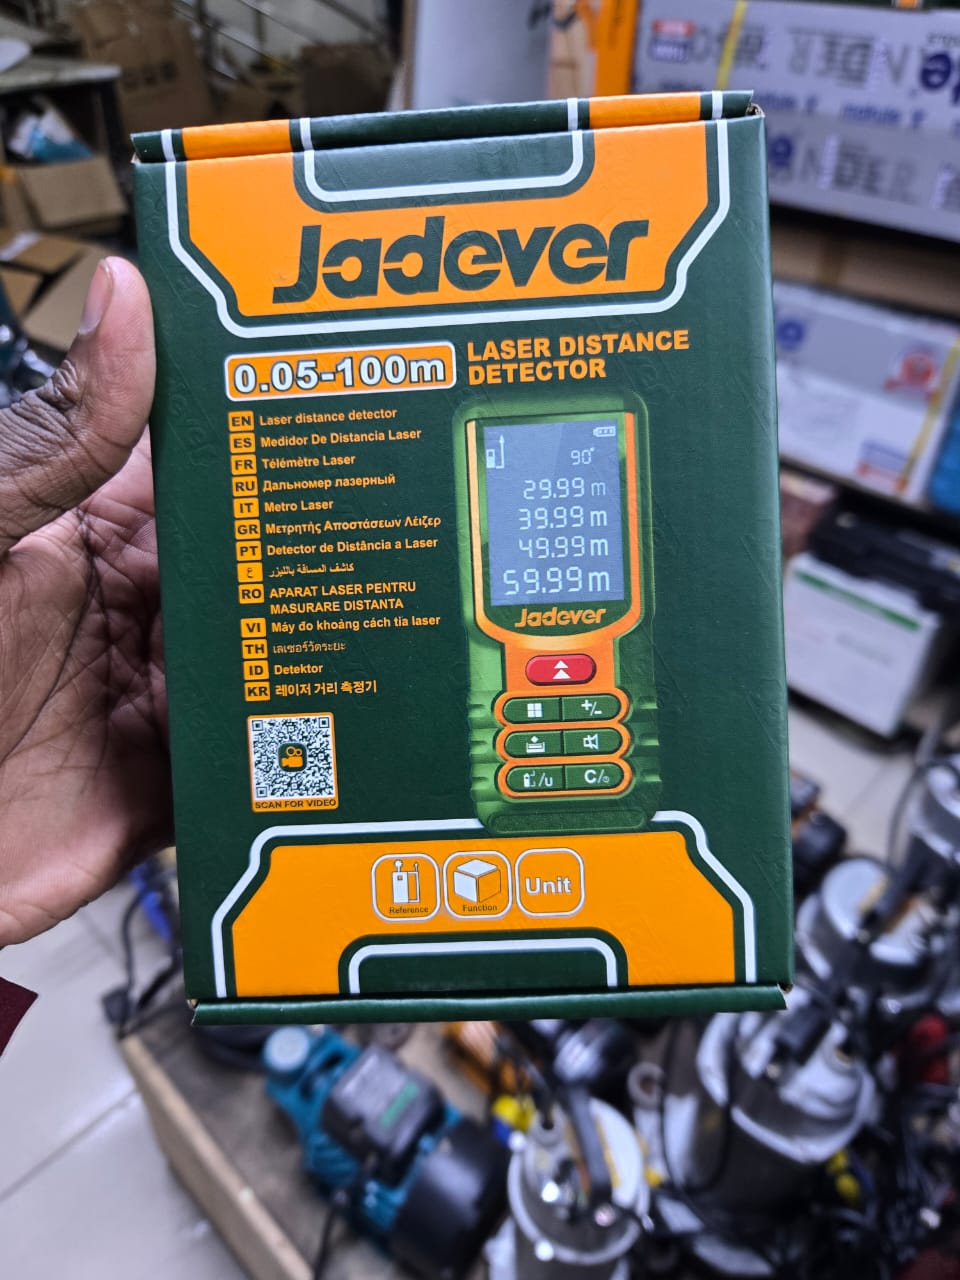 Jadever
0.05-100m
LASER DISTANCE
DETECTOR
EN Laser distance detector
ES Medidor De Distancia Laser
FR Télémètre Laser
RU Дальномер лазерный
IT Metro Laser
GR Μετρητής Αποστάσεων Λέιζερ
PT Detector de Distância a Laser
ع كاشف المسافة بالليزر
RO APARAT LASER PENTRU
MASURARE DISTANTA
VI Máy đo khoảng cách tia laser
TH เลเซอร์วัดระยะ
ID Detektor
KR 레이저 거리 측정기
SCAN FOR VIDEO
90°
29.99 m
39.99 m
49.99m
59.99m
Jadever
+/-
/u
C/
Reference
Function
Unit